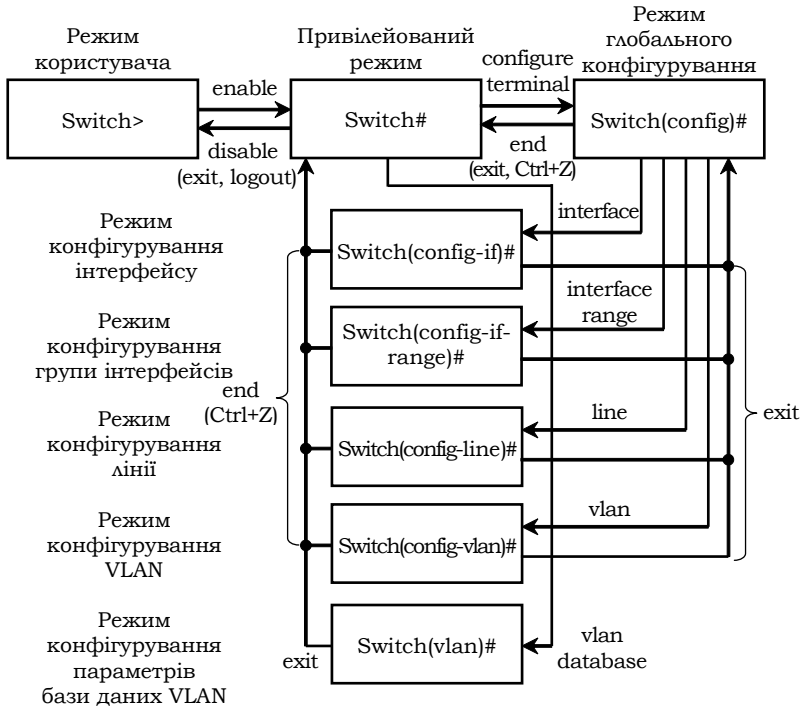 Режим
користувача
Привілейований
режим
Режим
глобального
конфігурування
enable
configure
terminal
Switch>
Switch#
Switch(config)#
disable
(exit, logout)
end
(exit, Ctrl+Z)
Режим
конфігурування
інтерфейсу
Switch(config-if)#
interface
Режим
конфігурування
групи інтерфейсів
Switch(config-if-
range)#
interface
range
end
(Ctrl+Z)
exit
Режим
конфігурування
лінії
Switch(config-line)#
line
Режим
конфігурування
VLAN
Switch(config-vlan)#
vlan
Режим
конфігурування
параметрів
бази даних VLAN
exit
Switch(vlan)#
vlan
database